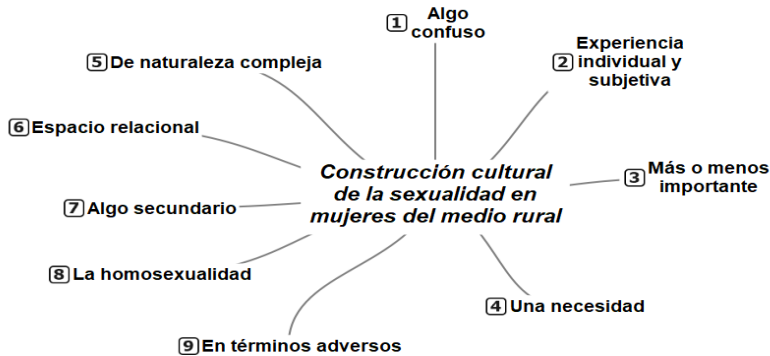 1 Algo
confuso
2 Experiencia
individual y
subjetiva
3 Más o menos
importante
4 Una necesidad
5 De naturaleza compleja
6 Espacio relacional
7 Algo secundario
8 La homosexualidad
9 En términos adversos
Construcción cultural
de la sexualidad en
mujeres del medio rural